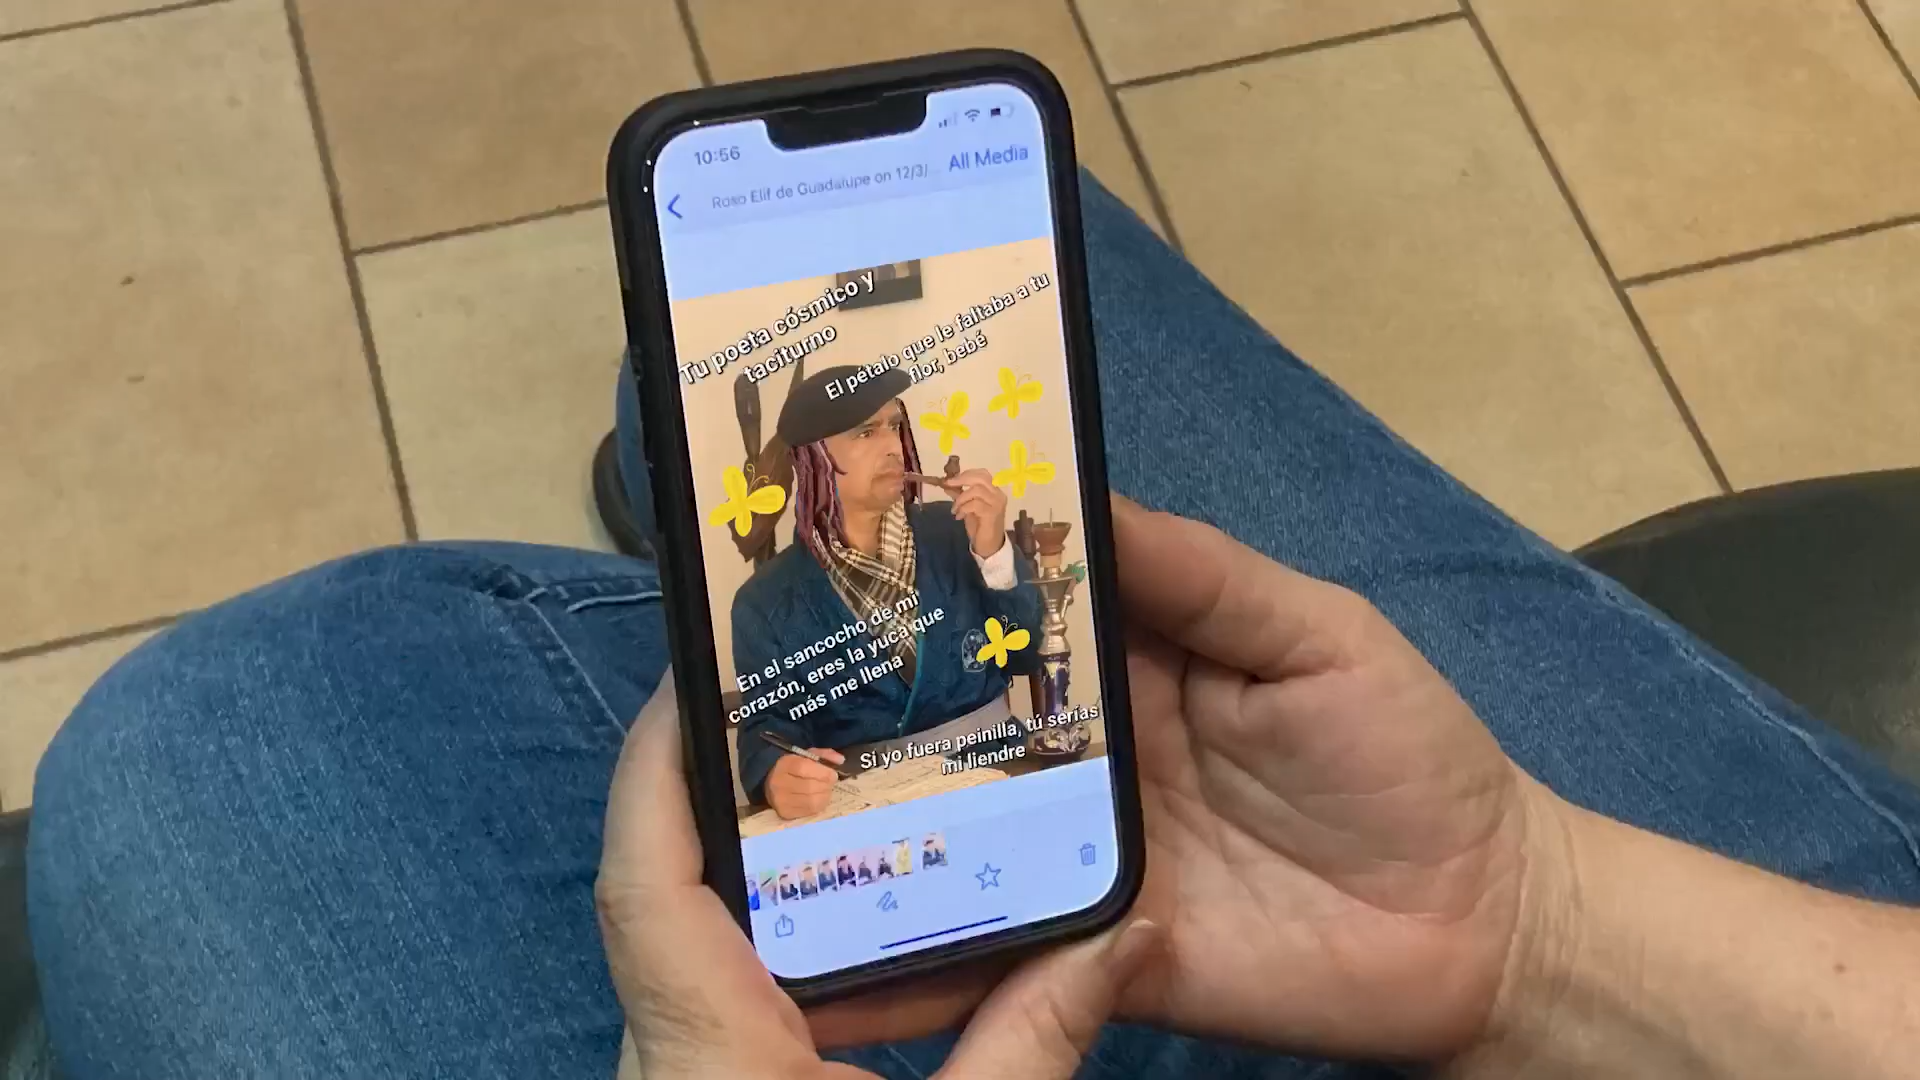 10:56
Roso Elif de Guadalupe on 12/3/...
All Media
Tu poeta cósmico y
taciturno
El pétalo que le faltaba a tu
flor, bebé
En el sancocho de mi
corazón, eres la yuca que
más me llena
Si yo fuera peinilla, tú serías
mi liendre